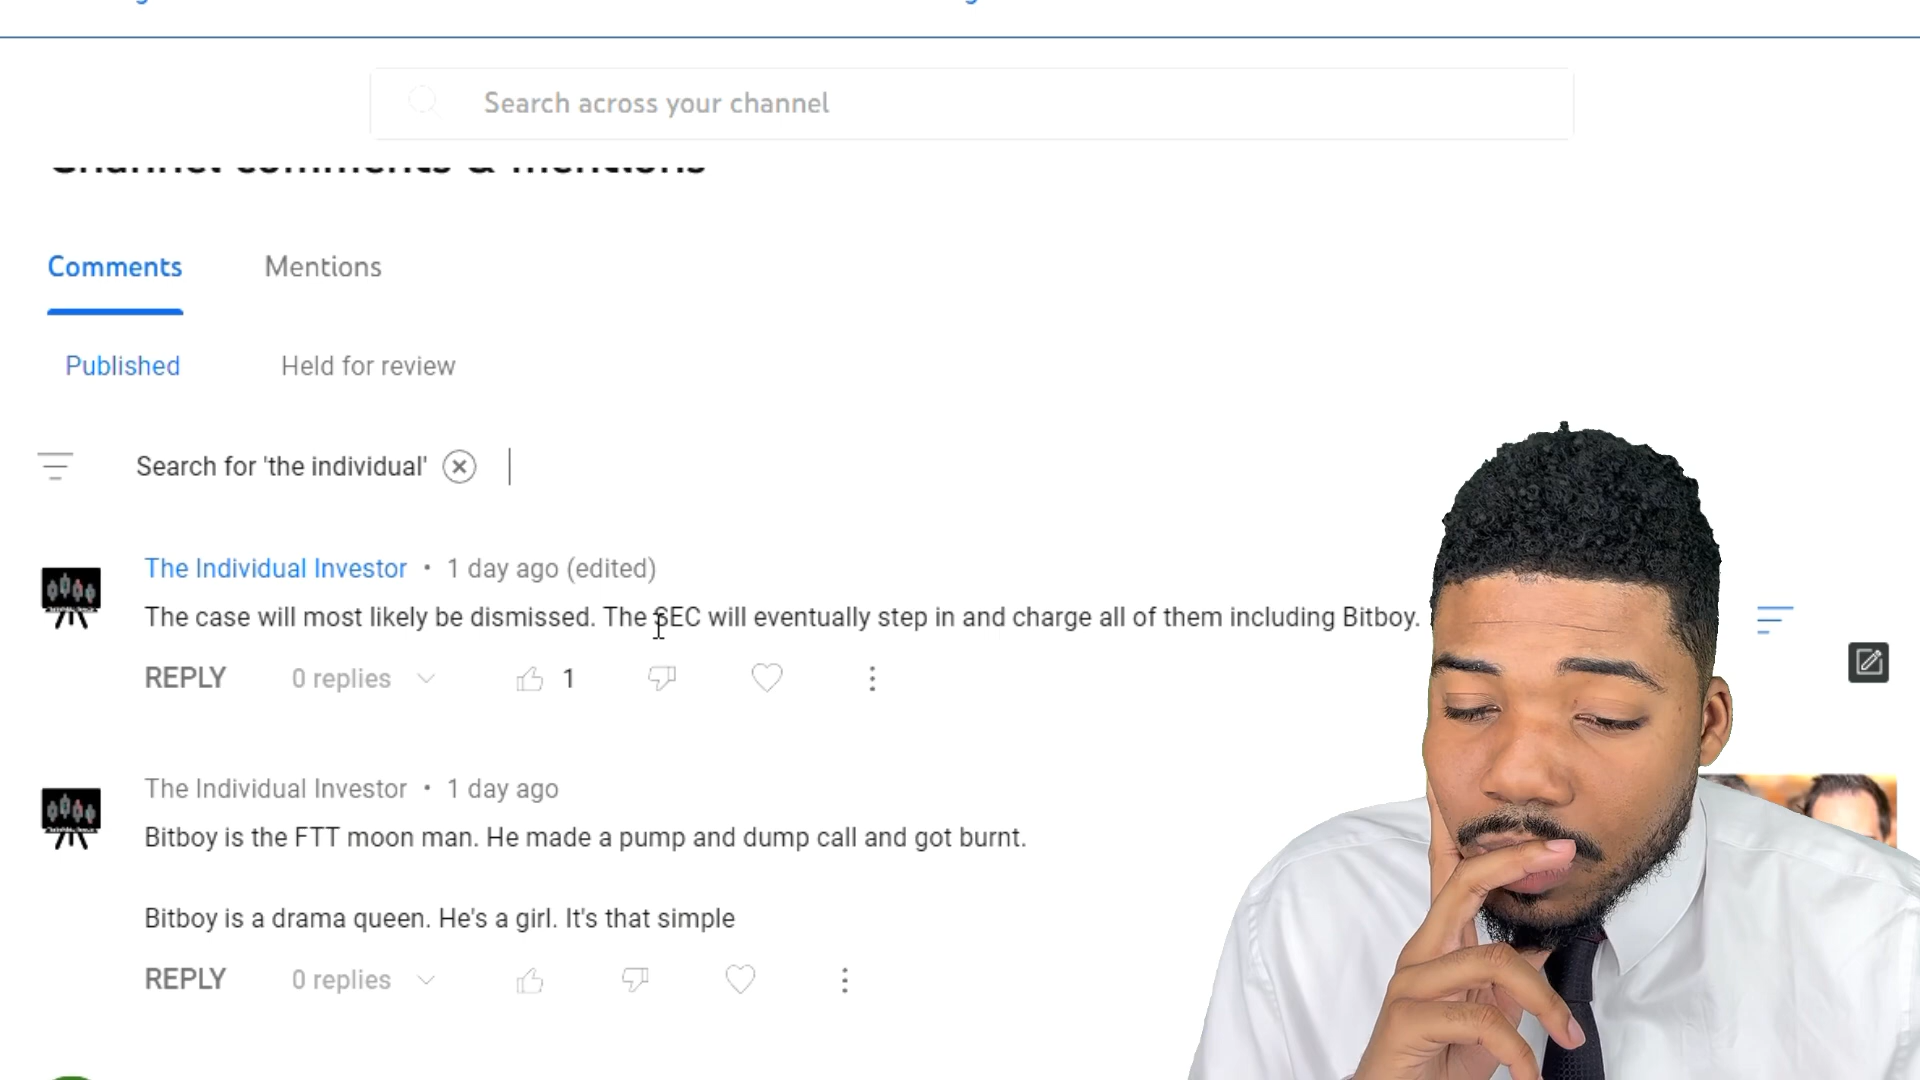 Search across your channel
Channel comments & mentions
Comments Mentions
Published Held for review
Search for 'the individual'
The Individual Investor • 1 day ago (edited)
The case will most likely be dismissed. The SEC will eventually step in and charge all of them including Bitboy.
REPLY 0 replies 1
The Individual Investor • 1 day ago
Bitboy is the FTT moon man. He made a pump and dump call and got burnt.
Bitboy is a drama queen. He's a girl. It's that simple
REPLY 0 replies